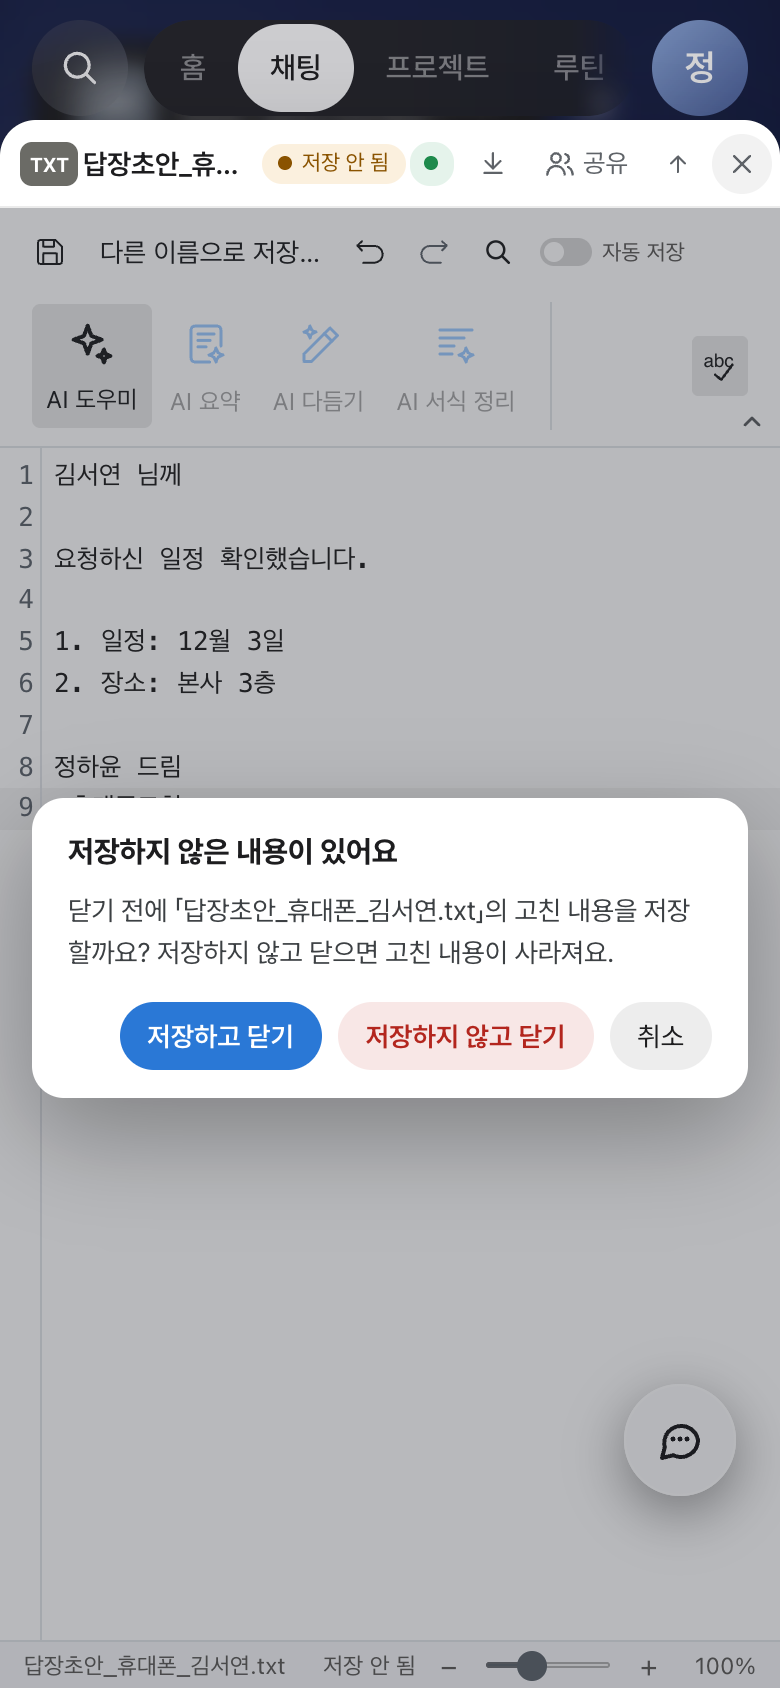 홈 채팅 프로젝트 루틴 정
TXT 답장초안_휴... 저장 안 됨 공유
다른 이름으로 저장... 자동 저장
abc
AI 도우미 AI 요약 AI 다듬기 AI 서식 정리
1 김서연 님께
2
3 요청하신 일정 확인했습니다.
4
5 1. 일정: 12월 3일
6 2. 장소: 본사 3층
7
8 정하윤 드림
9
저장하지 않은 내용이 있어요
닫기 전에 「답장초안_휴대폰_김서연.txt」의 고친 내용을 저장
할까요? 저장하지 않고 닫으면 고친 내용이 사라져요.
저장하고 닫기 저장하지 않고 닫기 취소
답장초안_휴대폰_김서연.txt 저장 안 됨 − + 100%